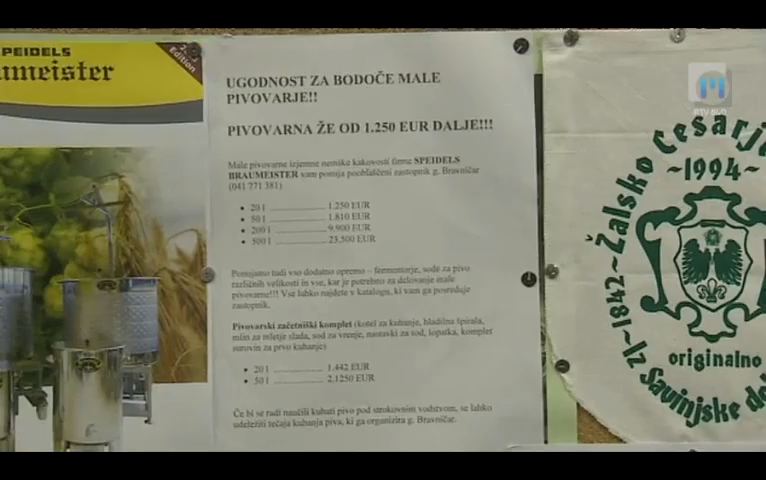 SPEIDELS
aumeister
Edition
UGODNOST ZA BODOČE MALE
PIVOVARJE!!
PIVOVARNA ŽE OD 1.250 EUR DALJE!!!
Male pivovarne izjemne nemške kakovosti firme SPEIDELS
BRAUMEISTER vam ponuja pooblaščeni zastopnik g. Bravničar
(041 771 381)
• 20 l ............ 1.250 EUR
• 50 l ............ 1.810 EUR
• 200 l ............ 9.900 EUR
• 500 l ............ 23.500 EUR
Ponujamo tudi vso dodatno opremo – fermentorje, sode za pivo
različnih velikosti in vse, kar je potrebno za delovanje male
pivovarne!!! Vse lahko najdete v katalogu, ki vam ga posreduje
zastopnik.
Pivovarski začetniški komplet (kotel za kuhanje, hladilna spirala,
mlin za mletje slada, sod za vrenje, nastavki za sod, lopatka, komplet
surovin za prvo kuhanje)
• 20 l ............ 1.442 EUR
• 50 l ............ 2.1250 EUR
Če bi se radi naučili kuhati pivo pod strokovnim vodstvom, se lahko
udeležite tečaja kuhanja piva, ki ga organizira g. Bravničar.
RTV SLO
~1842~ Žalsko Cesarj
~1994~
originalno
Iz Savinjske do